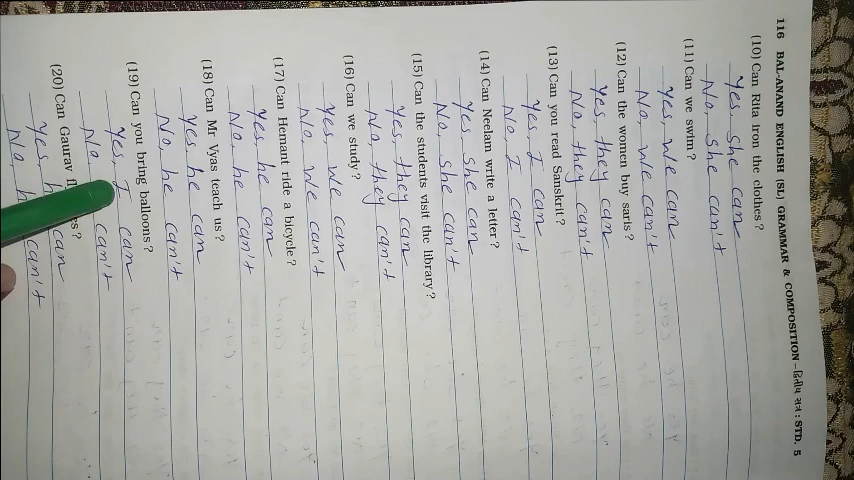 116 BAL-ANAND ENGLISH (SL) GRAMMAR & COMPOSITION – દ્વિતીય સત્ર : STD. 5
(10) Can Rita iron the clothes?
Yes, She can
No, She can't
(11) Can we swim?
Yes, We can
No, We can't
(12) Can the women buy saris?
Yes, they can
No, they can't
(13) Can you read Sanskrit?
Yes, I can
No, I can't
(14) Can Neelam write a letter?
Yes She can
No, She can't
(15) Can the students visit the library?
Yes, they can
No, they can't
(16) Can we study?
Yes, We can
No, We can't
(17) Can Hemant ride a bicycle?
Yes he can
No, he can't
(18) Can Mr Vyas teach us?
Yes, he can
No, he can't
(19) Can you bring balloons?
Yes, I can
No can't
(20) Can Gaurav
Yes, can
No, can't